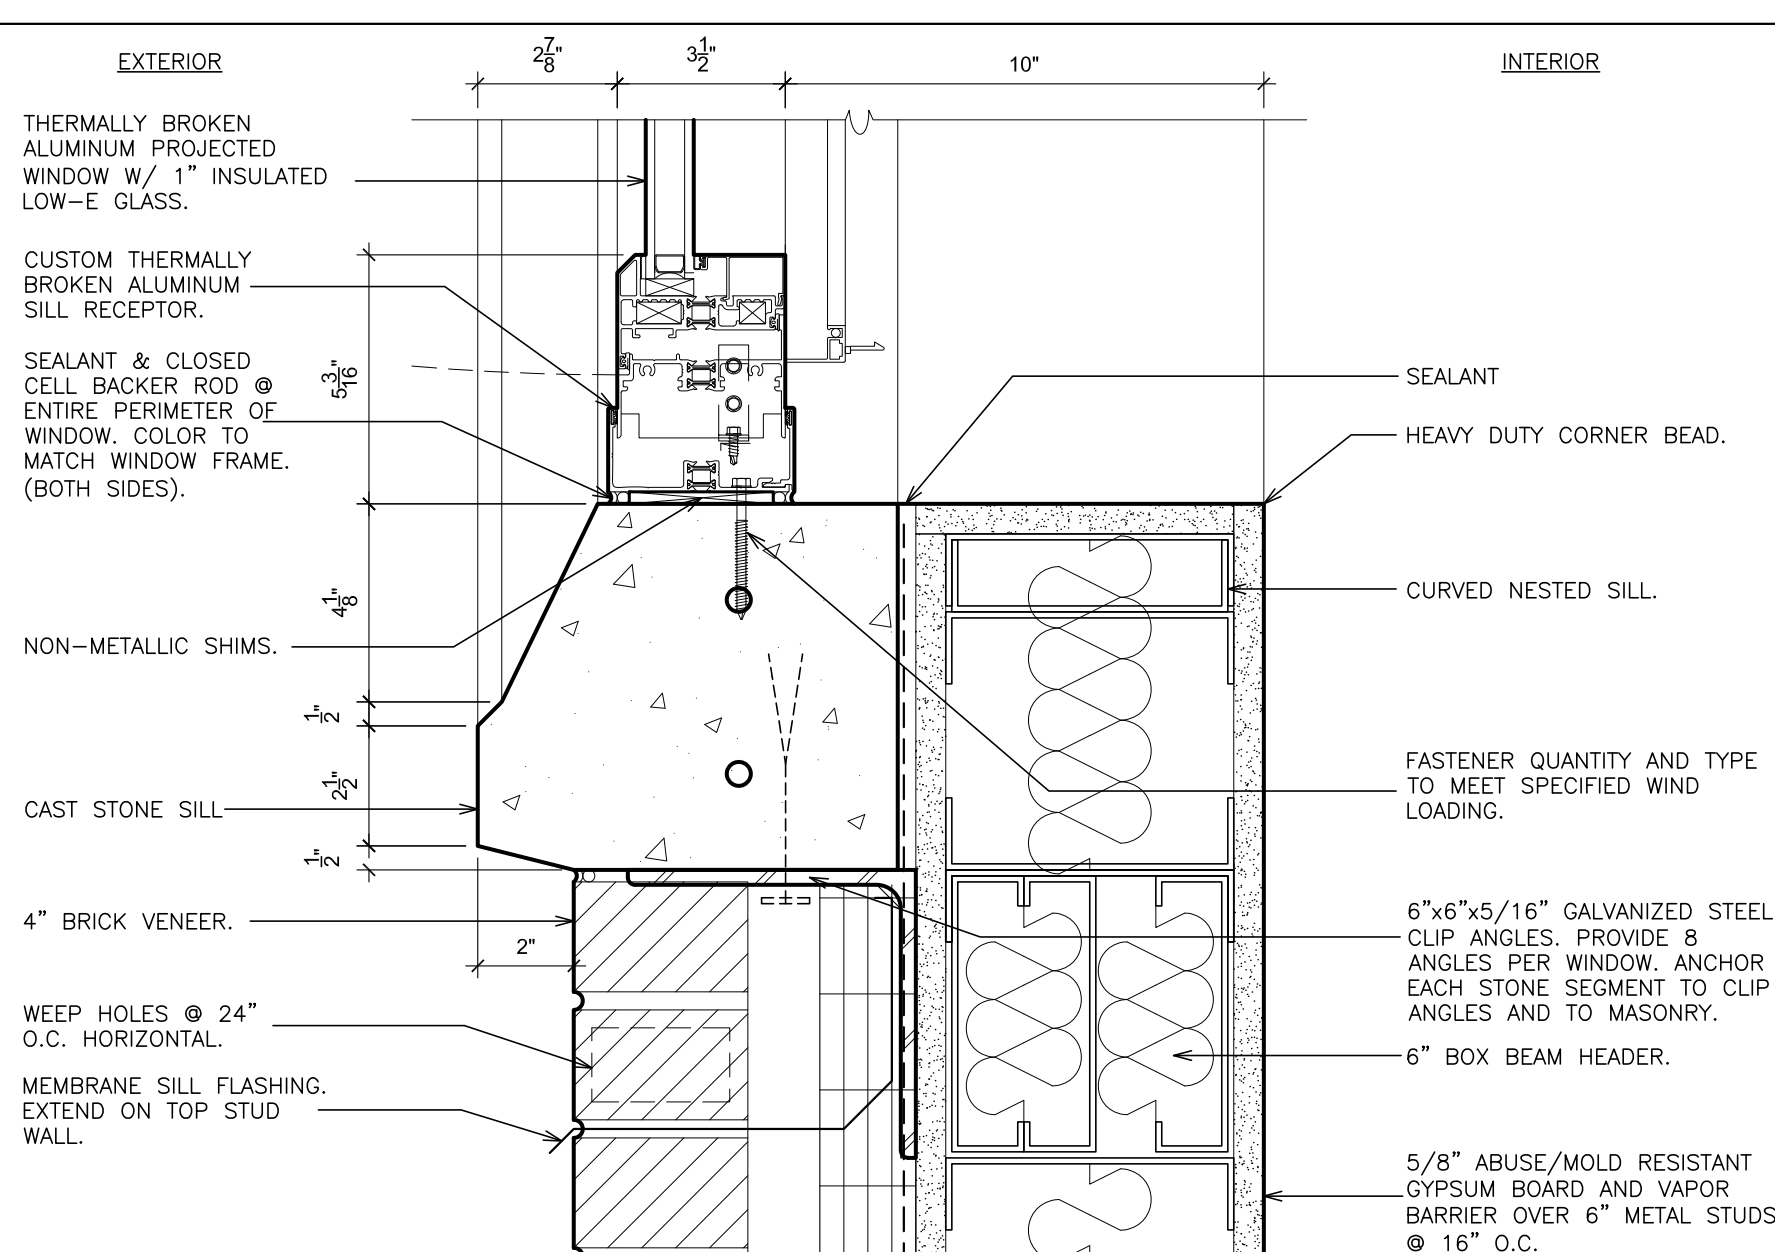 EXTERIOR
2 7/8"
3 1/2"
10"
INTERIOR
THERMALLY BROKEN
ALUMINUM PROJECTED
WINDOW W/ 1" INSULATED
LOW-E GLASS.
CUSTOM THERMALLY
BROKEN ALUMINUM
SILL RECEPTOR.
SEALANT & CLOSED
CELL BACKER ROD @
ENTIRE PERIMETER OF
WINDOW. COLOR TO
MATCH WINDOW FRAME.
(BOTH SIDES).
5 3/16"
4 1/8"
NON-METALLIC SHIMS.
1/2"
2 1/2"
CAST STONE SILL
1/2"
4" BRICK VENEER.
2"
WEEP HOLES @ 24"
O.C. HORIZONTAL.
MEMBRANE SILL FLASHING.
EXTEND ON TOP STUD
WALL.
SEALANT
HEAVY DUTY CORNER BEAD.
CURVED NESTED SILL.
FASTENER QUANTITY AND TYPE
TO MEET SPECIFIED WIND
LOADING.
6"x6"x5/16" GALVANIZED STEEL
CLIP ANGLES. PROVIDE 8
ANGLES PER WINDOW. ANCHOR
EACH STONE SEGMENT TO CLIP
ANGLES AND TO MASONRY.
6" BOX BEAM HEADER.
5/8" ABUSE/MOLD RESISTANT
GYPSUM BOARD AND VAPOR
BARRIER OVER 6" METAL STUDS
@ 16" O.C.